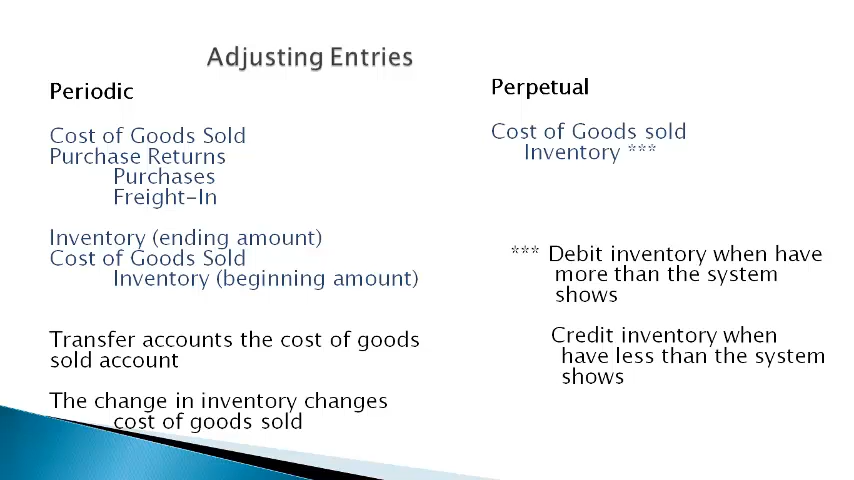 Adjusting Entries
Periodic
Cost of Goods Sold
Purchase Returns
Purchases
Freight-In
Inventory (ending amount)
Cost of Goods Sold
Inventory (beginning amount)
Transfer accounts the cost of goods
sold account
The change in inventory changes
cost of goods sold
Perpetual
Cost of Goods sold
Inventory ***
*** Debit inventory when have
more than the system
shows
Credit inventory when
have less than the system
shows